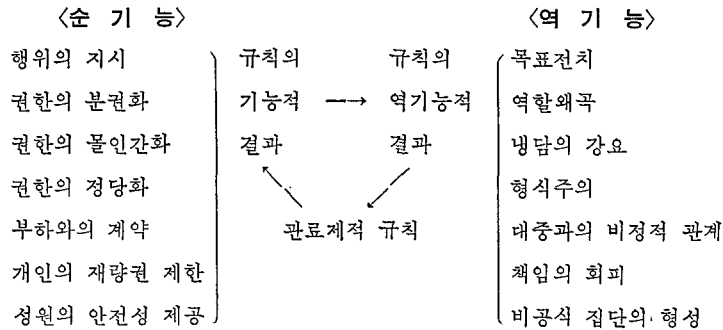 〈순 기 능〉 〈역 기 능〉
행위의 지시 규칙의 규칙의 목표전치
권한의 분권화 기능적 → 역기능적 역할왜곡
권한의 몰인간화 결과 결과 냉담의 강요
권한의 정당화 형식주의
부하와의 계약 관료제적 규칙 대중과의 비정적 관계
개인의 재량권 제한 책임의 회피
성원의 안전성 제공 비공식 집단의 형성